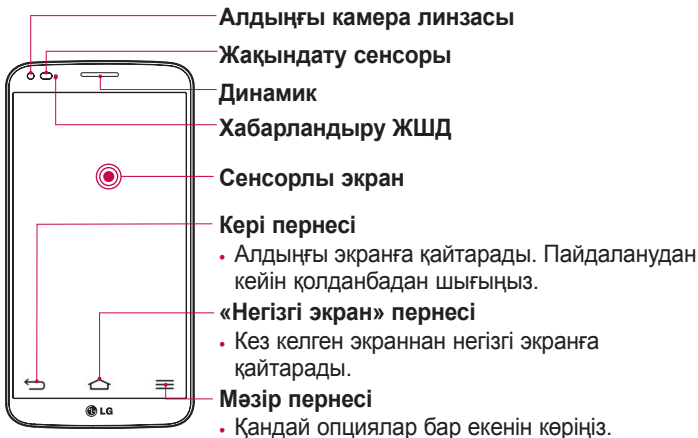 Алдыңғы камера линзасы
Жақындату сенсоры
Динамик
Хабарландыру ЖШД
Сенсорлы экран
Кері пернесі
• Алдыңғы экранға қайтарады. Пайдаланудан
кейін қолданбадан шығыңыз.
«Негізгі экран» пернесі
• Кез келген экраннан негізгі экранға
қайтарады.
Мәзір пернесі
• Қандай опциялар бар екенін көріңіз.
LG